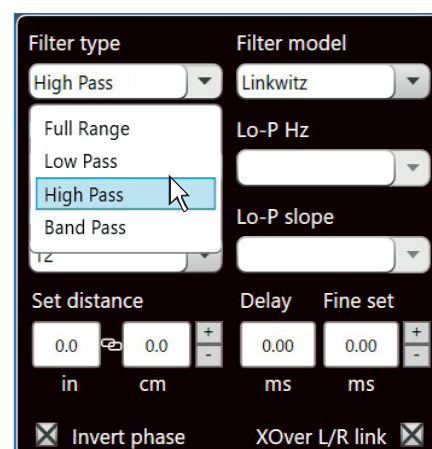 Filter type Filter model
High Pass Linkwitz
Full Range
Low Pass
High Pass
Band Pass
Lo-P Hz
Lo-P slope
12
Set distance Delay Fine set
0.0 0.0 + - 0.00 0.00 + -
in cm ms ms
Invert phase XOver L/R link